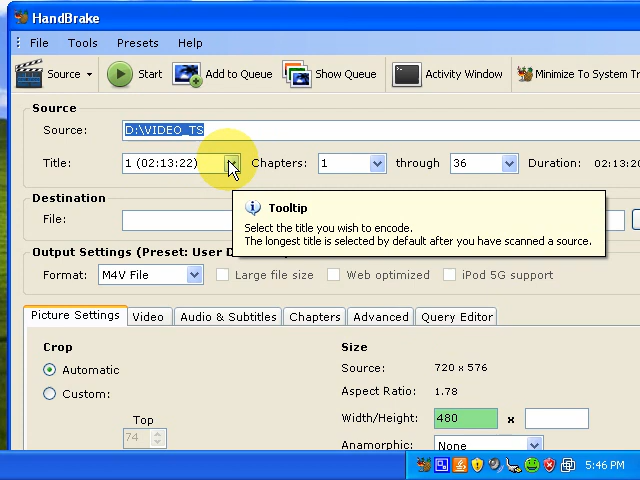 HandBrake
File Tools Presets Help
Source Start Add to Queue Show Queue Activity Window Minimize To System Tr
Source
Source: D:\VIDEO_TS
Title: 1 (02:13:22) Chapters: 1 through 36 Duration: 02:13:20
Destination
File:
Tooltip
Select the title you wish to encode.
The longest title is selected by default after you have scanned a source.
Output Settings (Preset: User D
Format: M4V File Large file size Web optimized iPod 5G support
Picture Settings Video Audio & Subtitles Chapters Advanced Query Editor
Crop Size
Automatic Source: 720 x 576
Custom: Aspect Ratio: 1.78
Top Width/Height: 480 x
74 Anamorphic: None
5:46 PM